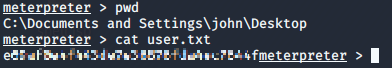 meterpreter > pwd
C:\Documents and Settings\john\Desktop
meterpreter > cat user.txt
meterpreter >